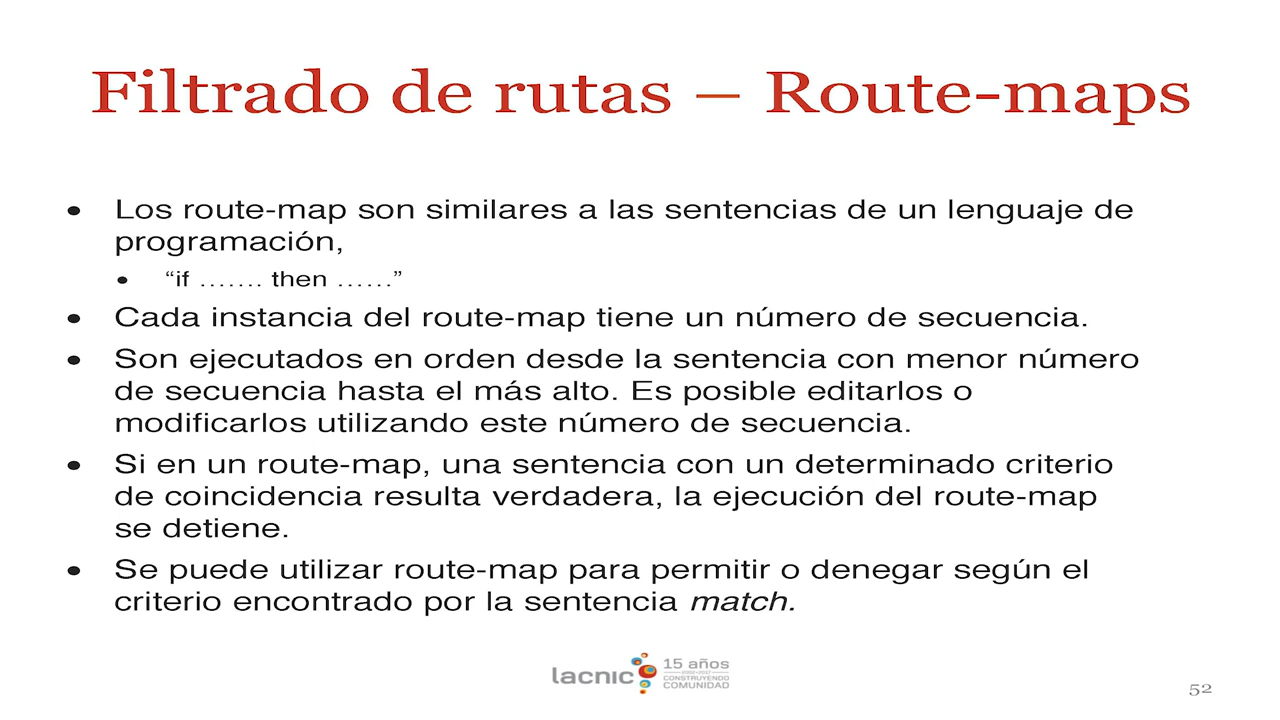 Filtrado de rutas – Route-maps
• Los route-map son similares a las sentencias de un lenguaje de
programación,
• “if ……. then ……”
• Cada instancia del route-map tiene un número de secuencia.
• Son ejecutados en orden desde la sentencia con menor número
de secuencia hasta el más alto. Es posible editarlos o
modificarlos utilizando este número de secuencia.
• Si en un route-map, una sentencia con un determinado criterio
de coincidencia resulta verdadera, la ejecución del route-map
se detiene.
• Se puede utilizar route-map para permitir o denegar según el
criterio encontrado por la sentencia match.
lacnic
15 años
CONSTRUYENDO
COMUNIDAD
52